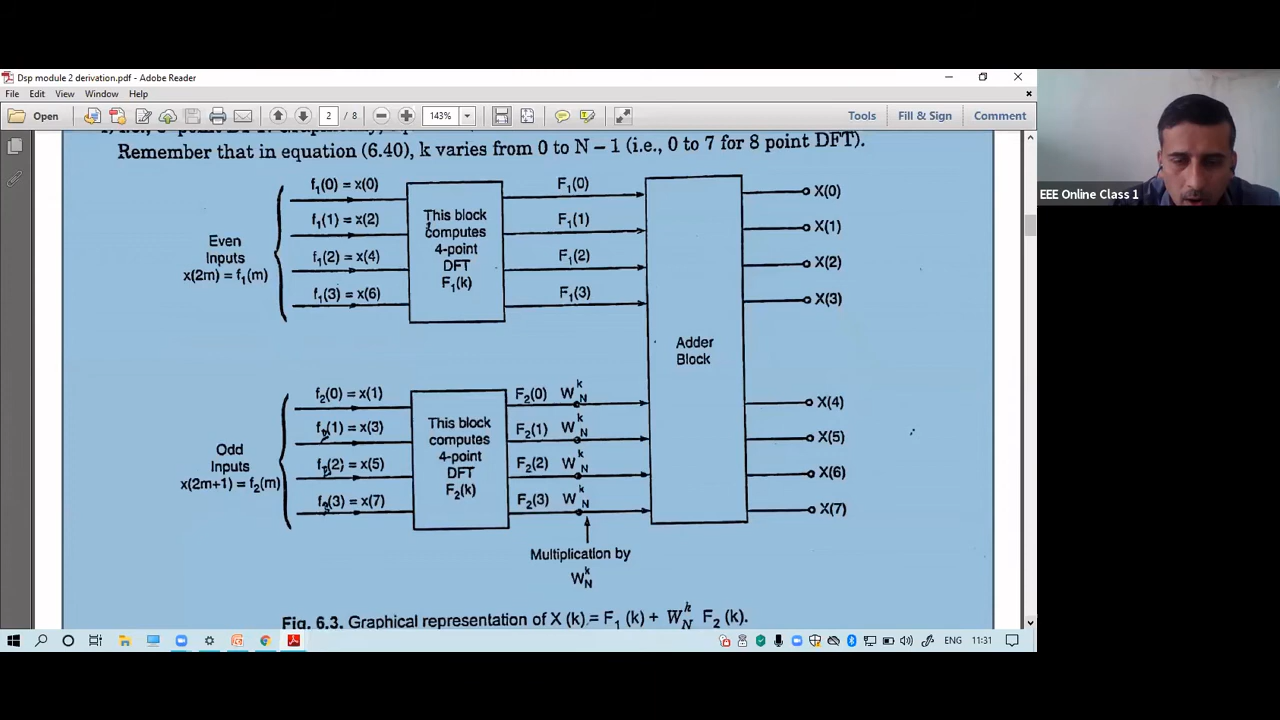 Dsp module 2 derivation.pdf - Adobe Reader
File Edit View Window Help
Open 2 / 8 143% Tools Fill & Sign Comment
EEE Online Class 1
Remember that in equation (6.40), k varies from 0 to N – 1 (i.e., 0 to 7 for 8 point DFT).
f₁(0) = x(0) F₁(0) X(0)
f₁(1) = x(2) F₁(1) X(1)
f₁(2) = x(4) F₁(2) X(2)
f₁(3) = x(6) F₁(3) X(3)
Even
Inputs
x(2m) = f₁(m)
This block
computes
4-point
DFT
F₁(k)
Adder
Block
f₂(0) = x(1) F₂(0) W_N^k X(4)
f₂(1) = x(3) F₂(1) W_N^k X(5)
f₂(2) = x(5) F₂(2) W_N^k X(6)
f₂(3) = x(7) F₂(3) W_N^k X(7)
Odd
Inputs
x(2m+1) = f₂(m)
This block
computes
4-point
DFT
F₂(k)
Multiplication by
W_N^k
Fig. 6.3. Graphical representation of X (k) = F₁ (k) + W_N^k F₂ (k).
ENG 11:31